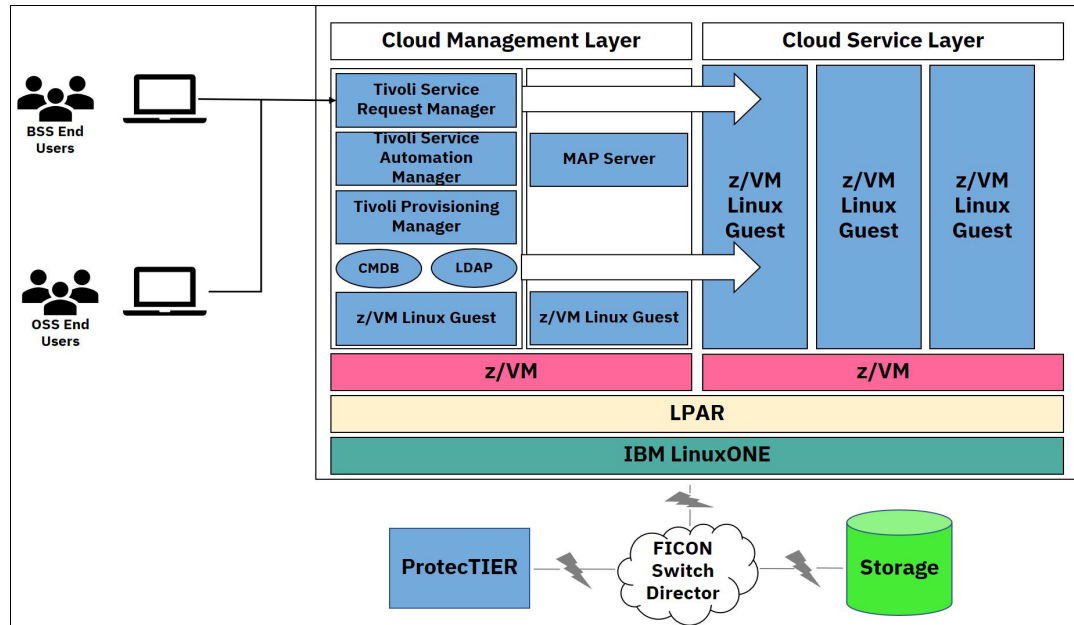 Cloud Management Layer
Cloud Service Layer
BSS End
Users
OSS End
Users
Tivoli Service
Request Manager
Tivoli Service
Automation
Manager
Tivoli Provisioning
Manager
CMDB
LDAP
z/VM Linux Guest
MAP Server
z/VM Linux Guest
z/VM
Linux
Guest
z/VM
Linux
Guest
z/VM
Linux
Guest
z/VM
z/VM
LPAR
IBM LinuxONE
ProtecTIER
FICON
Switch
Director
Storage